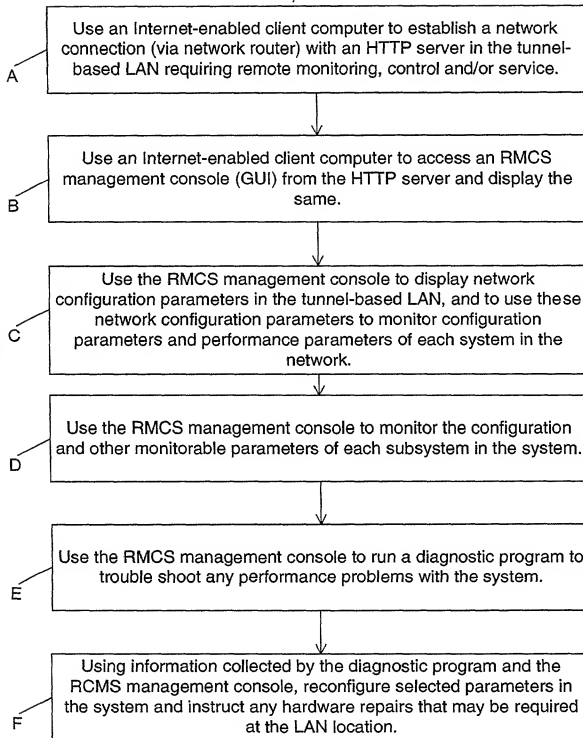 Use an Internet-enabled client computer to establish a network
connection (via network router) with an HTTP server in the tunnel-
based LAN requiring remote monitoring, control and/or service.
A
Use an Internet-enabled client computer to access an RMCS
management console (GUI) from the HTTP server and display the
same.
B
Use the RMCS management console to display network
configuration parameters in the tunnel-based LAN, and to use these
network configuration parameters to monitor configuration
parameters and performance parameters of each system in the
network.
C
Use the RMCS management console to monitor the configuration
and other monitorable parameters of each subsystem in the system.
D
Use the RMCS management console to run a diagnostic program to
trouble shoot any performance problems with the system.
E
Using information collected by the diagnostic program and the
RCMS management console, reconfigure selected parameters in
the system and instruct any hardware repairs that may be required
at the LAN location.
F